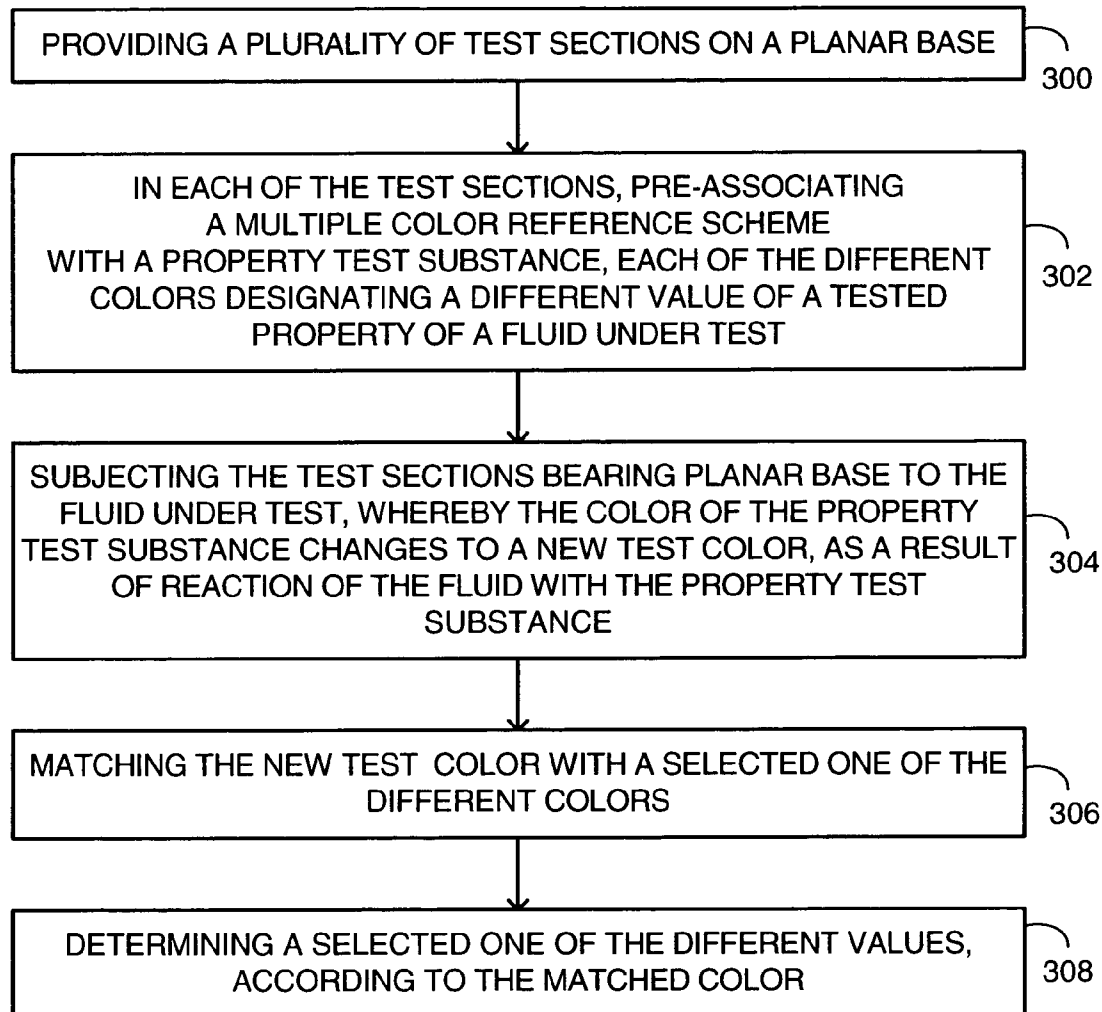 PROVIDING A PLURALITY OF TEST SECTIONS ON A PLANAR BASE
300
IN EACH OF THE TEST SECTIONS, PRE-ASSOCIATING
A MULTIPLE COLOR REFERENCE SCHEME
WITH A PROPERTY TEST SUBSTANCE, EACH OF THE DIFFERENT
COLORS DESIGNATING A DIFFERENT VALUE OF A TESTED
PROPERTY OF A FLUID UNDER TEST
302
SUBJECTING THE TEST SECTIONS BEARING PLANAR BASE TO THE
FLUID UNDER TEST, WHEREBY THE COLOR OF THE PROPERTY
TEST SUBSTANCE CHANGES TO A NEW TEST COLOR, AS A RESULT
OF REACTION OF THE FLUID WITH THE PROPERTY TEST
SUBSTANCE
304
MATCHING THE NEW TEST COLOR WITH A SELECTED ONE OF THE
DIFFERENT COLORS
306
DETERMINING A SELECTED ONE OF THE DIFFERENT VALUES,
ACCORDING TO THE MATCHED COLOR
308